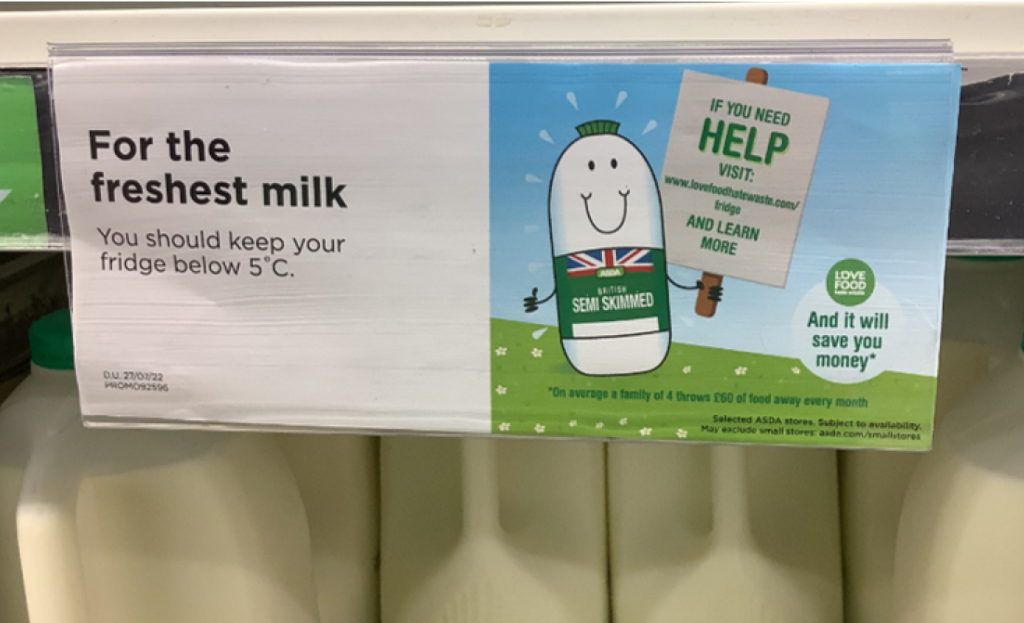 For the
freshest milk
You should keep your
fridge below 5°C.
D.U. 27/07/22
PROMO92596
IF YOU NEED
HELP
VISIT:
www.lovefoodhatewaste.com/
fridge
AND LEARN
MORE
ASDA
BRITISH
SEMI SKIMMED
LOVE
FOOD
hate waste
And it will
save you
money*
*On average a family of 4 throws £60 of food away every month
Selected ASDA stores. Subject to availability.
May exclude small stores: asda.com/smallstores